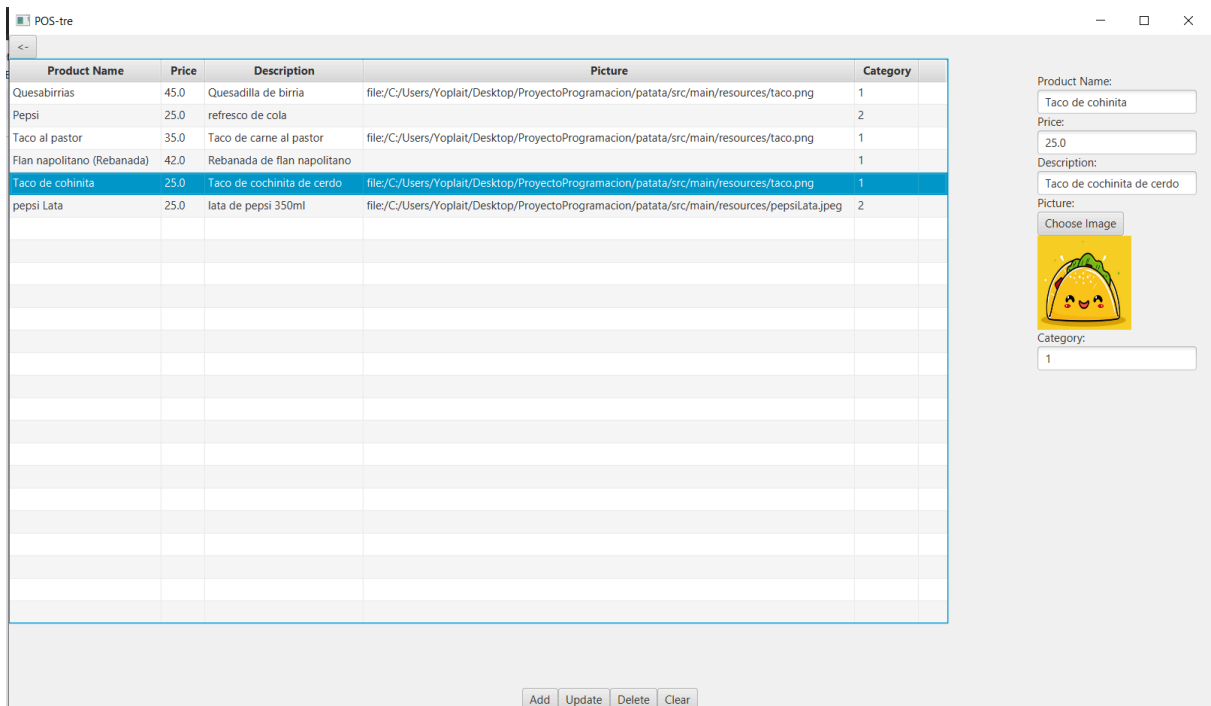 POS-tre
<-
Product Name Price Description Picture Category
Quesabirrias 45.0 Quesadilla de birria file:/C:/Users/Yoplait/Desktop/ProyectoProgramacion/patata/src/main/resources/taco.png 1
Pepsi 25.0 refresco de cola 2
Taco al pastor 35.0 Taco de carne al pastor file:/C:/Users/Yoplait/Desktop/ProyectoProgramacion/patata/src/main/resources/taco.png 1
Flan napolitano (Rebanada) 42.0 Rebanada de flan napolitano 1
Taco de cohinita 25.0 Taco de cochinita de cerdo file:/C:/Users/Yoplait/Desktop/ProyectoProgramacion/patata/src/main/resources/taco.png 1
pepsi Lata 25.0 lata de pepsi 350ml file:/C:/Users/Yoplait/Desktop/ProyectoProgramacion/patata/src/main/resources/pepsiLata.jpeg 2
Product Name:
Taco de cohinita
Price:
25.0
Description:
Taco de cochinita de cerdo
Picture:
Choose Image
Category:
1
Add Update Delete Clear